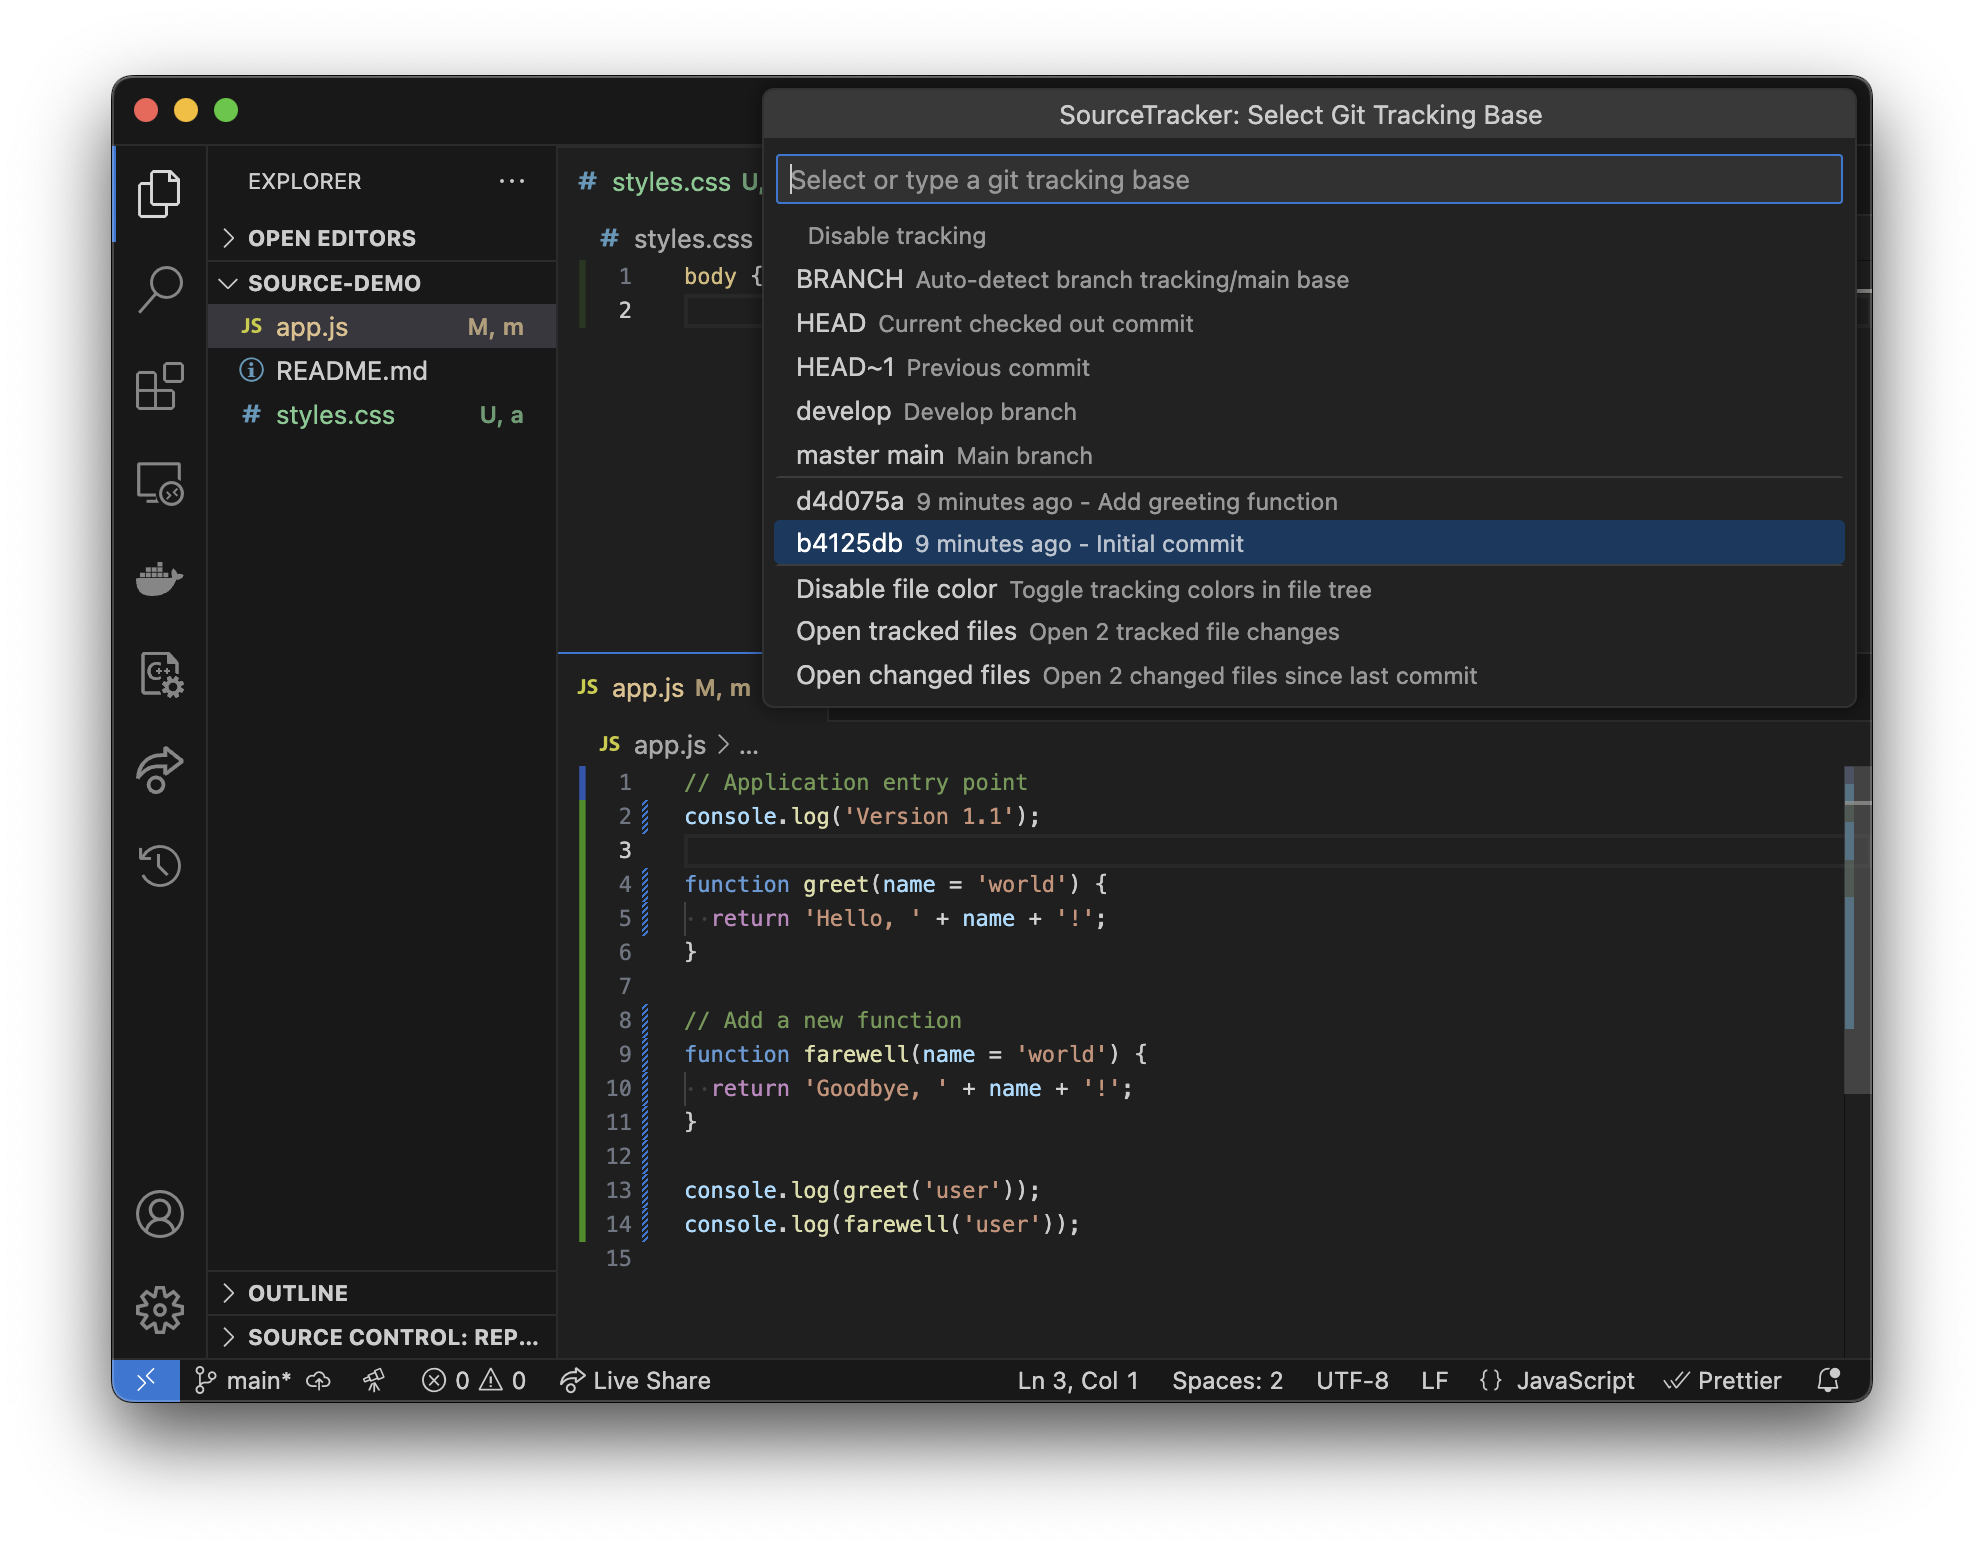 SourceTracker: Select Git Tracking Base
Select or type a git tracking base
Disable tracking
BRANCH Auto-detect branch tracking/main base
HEAD Current checked out commit
HEAD~1 Previous commit
develop Develop branch
master main Main branch
d4d075a 9 minutes ago - Add greeting function
b4125db 9 minutes ago - Initial commit
Disable file color Toggle tracking colors in file tree
Open tracked files Open 2 tracked file changes
Open changed files Open 2 changed files since last commit
EXPLORER ...
OPEN EDITORS
SOURCE-DEMO
JS app.js M, m
README.md
# styles.css U, a
OUTLINE
SOURCE CONTROL: REP...
# styles.css U,
# styles.css
1 body {
2
JS app.js M, m
JS app.js > ...
1 // Application entry point
2 console.log('Version 1.1');
3
4 function greet(name = 'world') {
5 return 'Hello, ' + name + '!';
6 }
7
8 // Add a new function
9 function farewell(name = 'world') {
10 return 'Goodbye, ' + name + '!';
11 }
12
13 console.log(greet('user'));
14 console.log(farewell('user'));
15
main* 0 0 Live Share Ln 3, Col 1 Spaces: 2 UTF-8 LF {} JavaScript Prettier